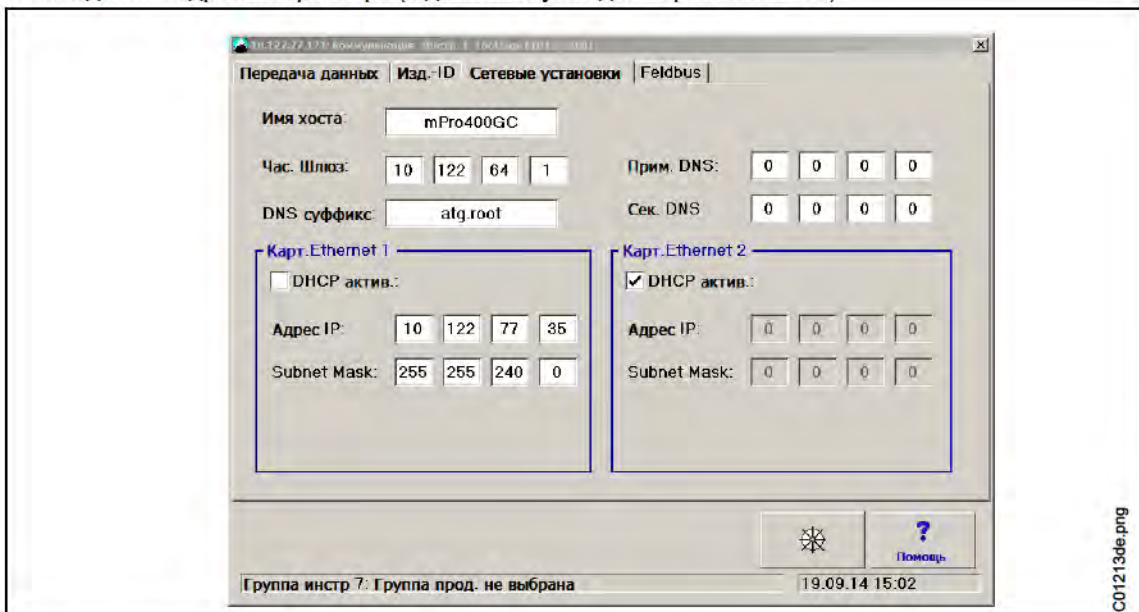 Передача данных Изд.-ID Сетевые установки Feldbus
Имя хоста: mPro400GC
Час. Шлюз: 10 122 64 1
Прим. DNS: 0 0 0 0
DNS суффикс atg.root
Сек. DNS 0 0 0 0
Карт.Ethernet 1
DHCP актив.:
Адрес IP: 10 122 77 35
Subnet Mask: 255 255 240 0
Карт.Ethernet 2
DHCP актив.:
Адрес IP: 0 0 0 0
Subnet Mask: 0 0 0 0
?
Помощь
Группа инстр 7: Группа прод. не выбрана 19.09.14 15:02
C01213de.png